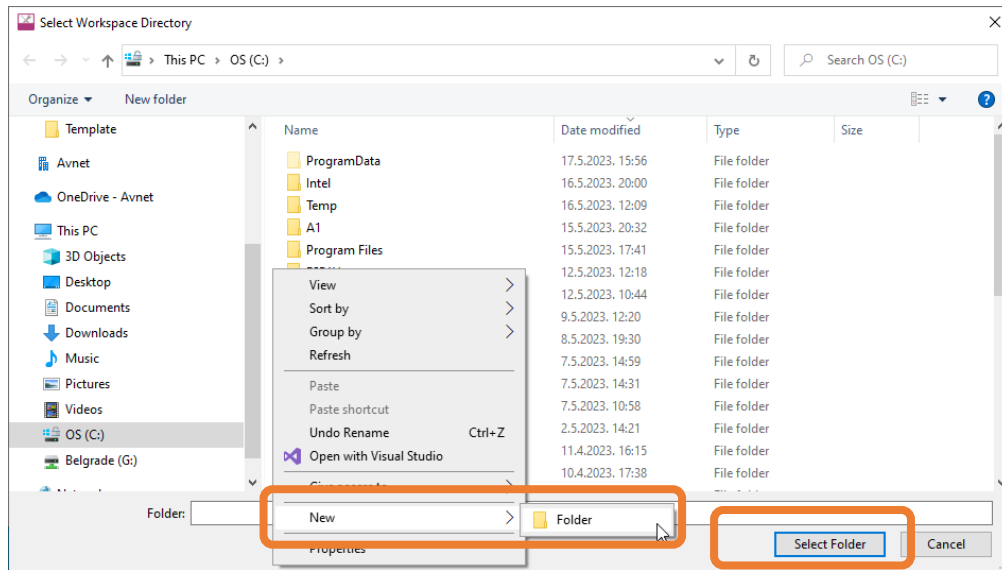 Select Workspace Directory
This PC > OS (C:) >
Search OS (C:)
Organize
New folder
Template
Avnet
OneDrive - Avnet
This PC
3D Objects
Desktop
Documents
Downloads
Music
Pictures
Videos
OS (C:)
Belgrade (G:)
Name Date modified Type Size
ProgramData 17.5.2023. 15:56 File folder
Intel 16.5.2023. 20:00 File folder
Temp 16.5.2023. 12:09 File folder
A1 15.5.2023. 20:32 File folder
Program Files 15.5.2023. 17:41 File folder
12.5.2023. 12:18 File folder
12.5.2023. 10:44 File folder
9.5.2023. 12:20 File folder
8.5.2023. 19:30 File folder
7.5.2023. 14:59 File folder
7.5.2023. 14:31 File folder
7.5.2023. 10:58 File folder
2.5.2023. 14:21 File folder
11.4.2023. 16:15 File folder
10.4.2023. 17:38 File folder
View
Sort by
Group by
Refresh
Paste
Paste shortcut
Undo Rename Ctrl+Z
Open with Visual Studio
Give access to
New
Folder
Properties
Folder:
Select Folder
Cancel